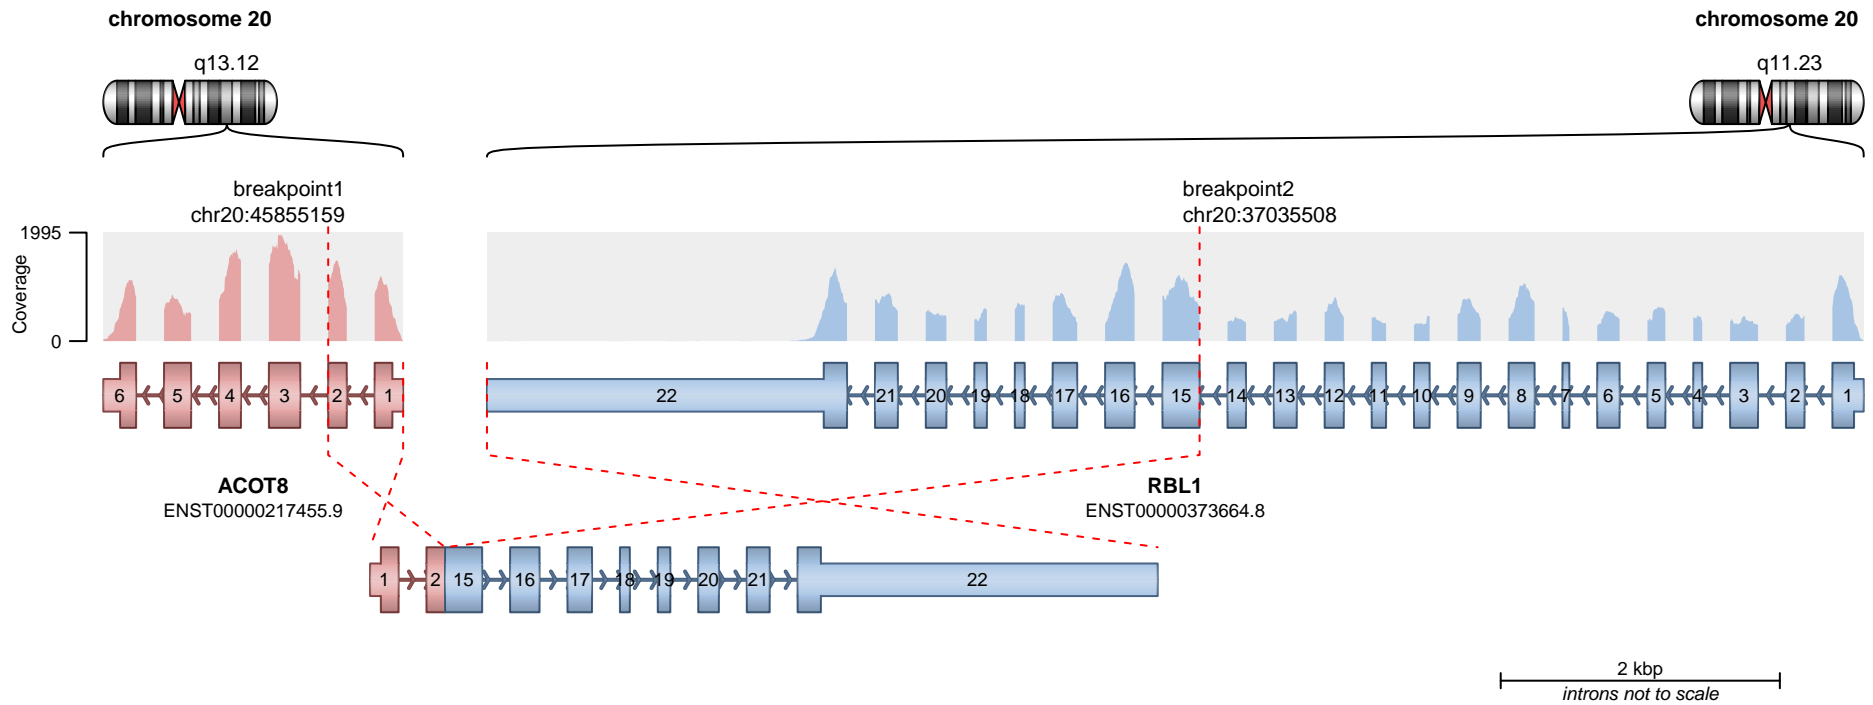 chromosome 20
chromosome 20
q13.12
q11.23
breakpoint1
chr20:45855159
breakpoint2
chr20:37035508
1995
Coverage
0
6 5 4 3 2 1
22 21 20 19 18 17 16 15 14 13 12 11 10 9 8 7 6 5 4 3 2 1
ACOT8
ENST00000217455.9
RBL1
ENST00000373664.8
1 2 15 16 17 18 19 20 21 22
2 kbp
introns not to scale